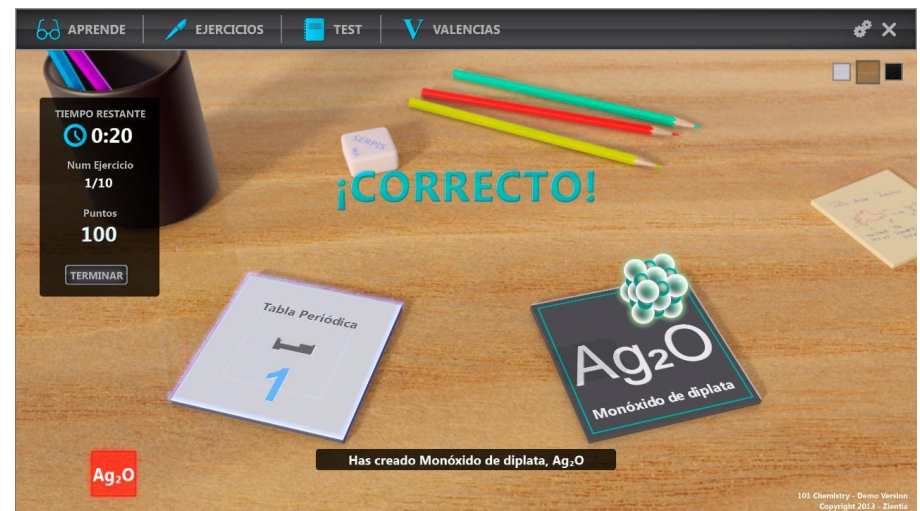 APRENDE
EJERCICIOS
TEST
V VALENCIAS
TIEMPO RESTANTE
0:20
Num Ejercicio
1/10
Puntos
100
TERMINAR
SERPIS
¡CORRECTO!
Tabla Periódica
1
Ag₂O
Monóxido de diplata
Has creado Monóxido de diplata, Ag₂O
Ag₂O
101 Chemistry - Demo Version
Copyright 2013 - Zientia